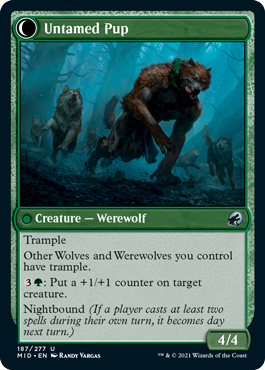 Untamed Pup
Creature — Werewolf
Trample
Other Wolves and Werewolves you
control have trample.
3: Put a +1/+1 counter on target
creature.
Nightbound (If a player casts at least two
spells during their own turn, it becomes day
next turn.)
4/4
187/277 U
MID • EN RANDY VARGAS
™ & © 2021 Wizards of the Coast